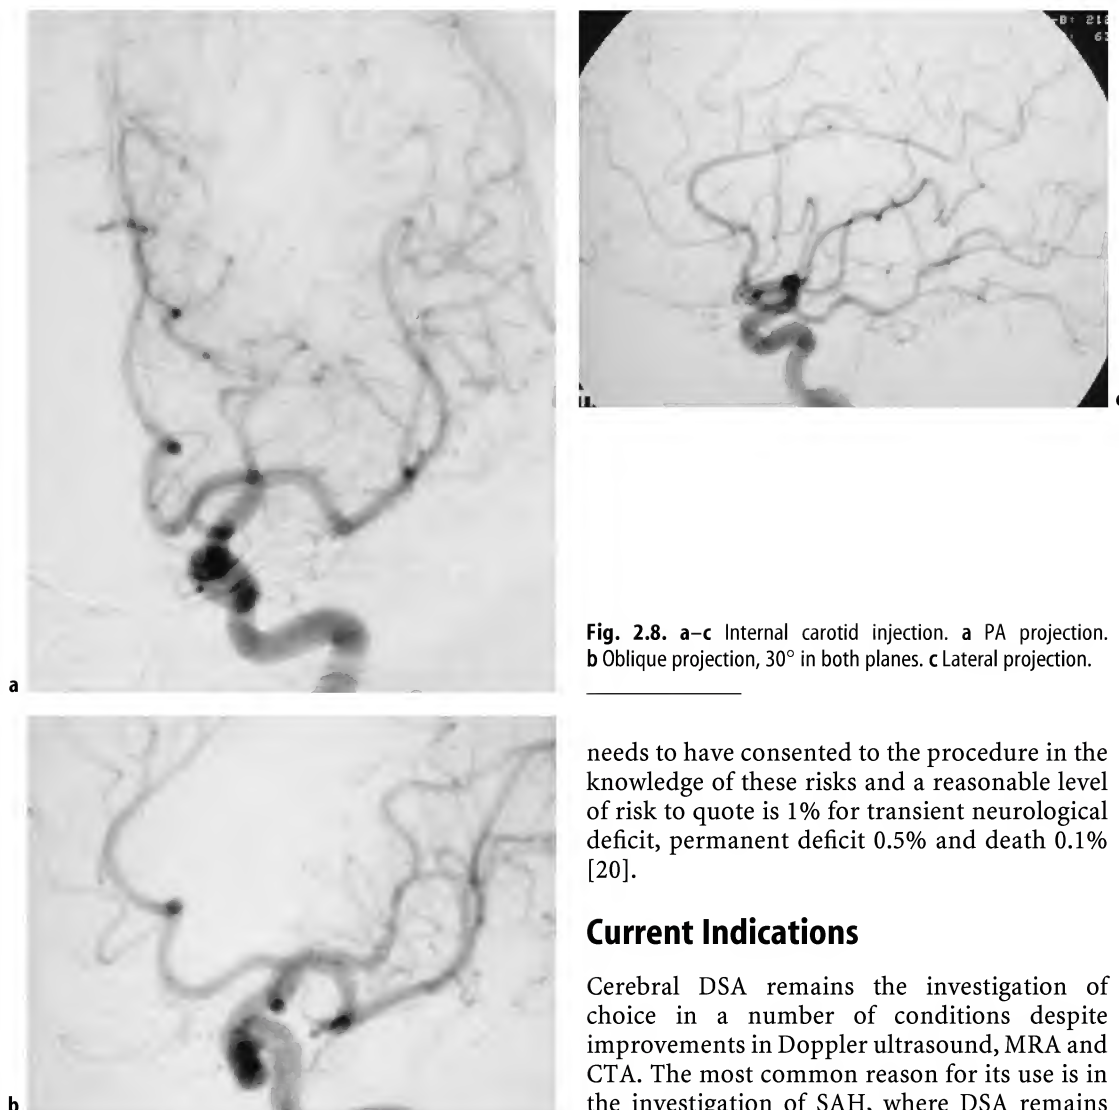 -B: 21
: 6
a
c
Fig. 2.8. a–c Internal carotid injection. a PA projection.
b Oblique projection, 30° in both planes. c Lateral projection.
b
needs to have consented to the procedure in the
knowledge of these risks and a reasonable level
of risk to quote is 1% for transient neurological
deficit, permanent deficit 0.5% and death 0.1%
[20].
Current Indications
Cerebral DSA remains the investigation of
choice in a number of conditions despite
improvements in Doppler ultrasound, MRA and
CTA. The most common reason for its use is in
the investigation of SAH, where DSA remains